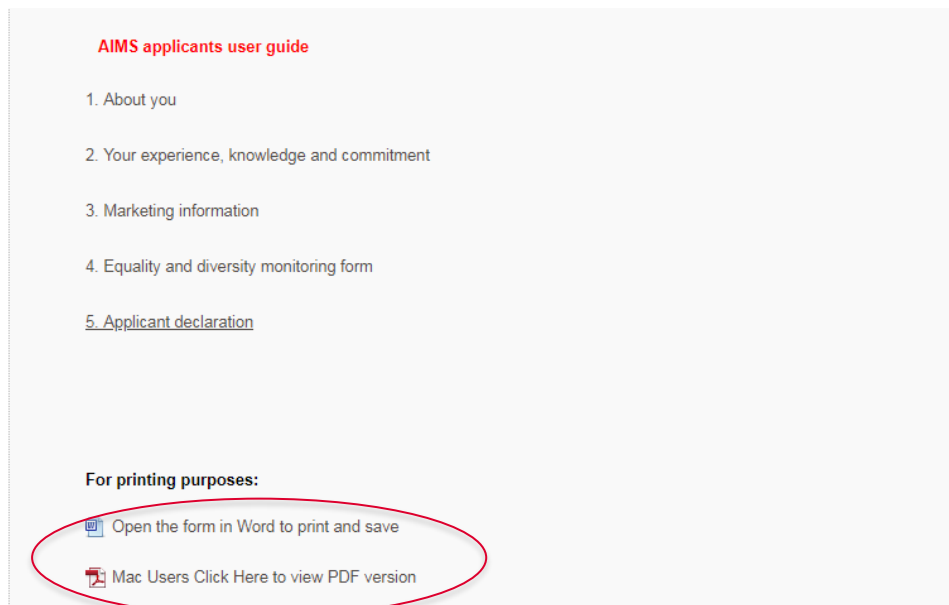 AIMS applicants user guide
1. About you
2. Your experience, knowledge and commitment
3. Marketing information
4. Equality and diversity monitoring form
5. Applicant declaration
For printing purposes:
Open the form in Word to print and save
Mac Users Click Here to view PDF version